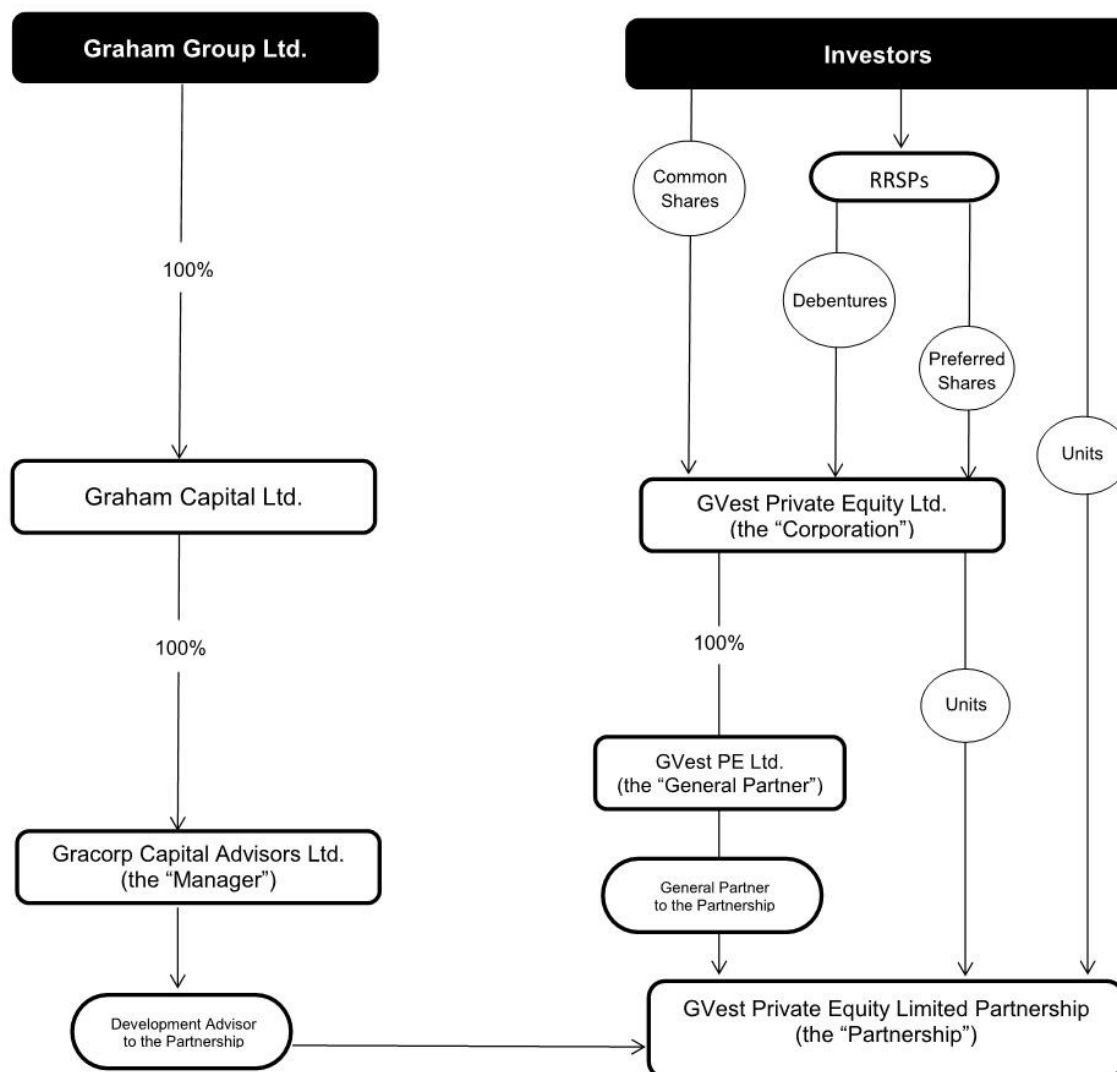 Graham Group Ltd.
Investors
Common
Shares
RRSPs
100%
Debentures
Preferred
Shares
Units
Graham Capital Ltd.
GVest Private Equity Ltd.
(the “Corporation”)
100%
100%
Units
GVest PE Ltd.
(the “General Partner”)
Gracorp Capital Advisors Ltd.
(the “Manager”)
General Partner
to the Partnership
Development Advisor
to the Partnership
GVest Private Equity Limited Partnership
(the “Partnership”)